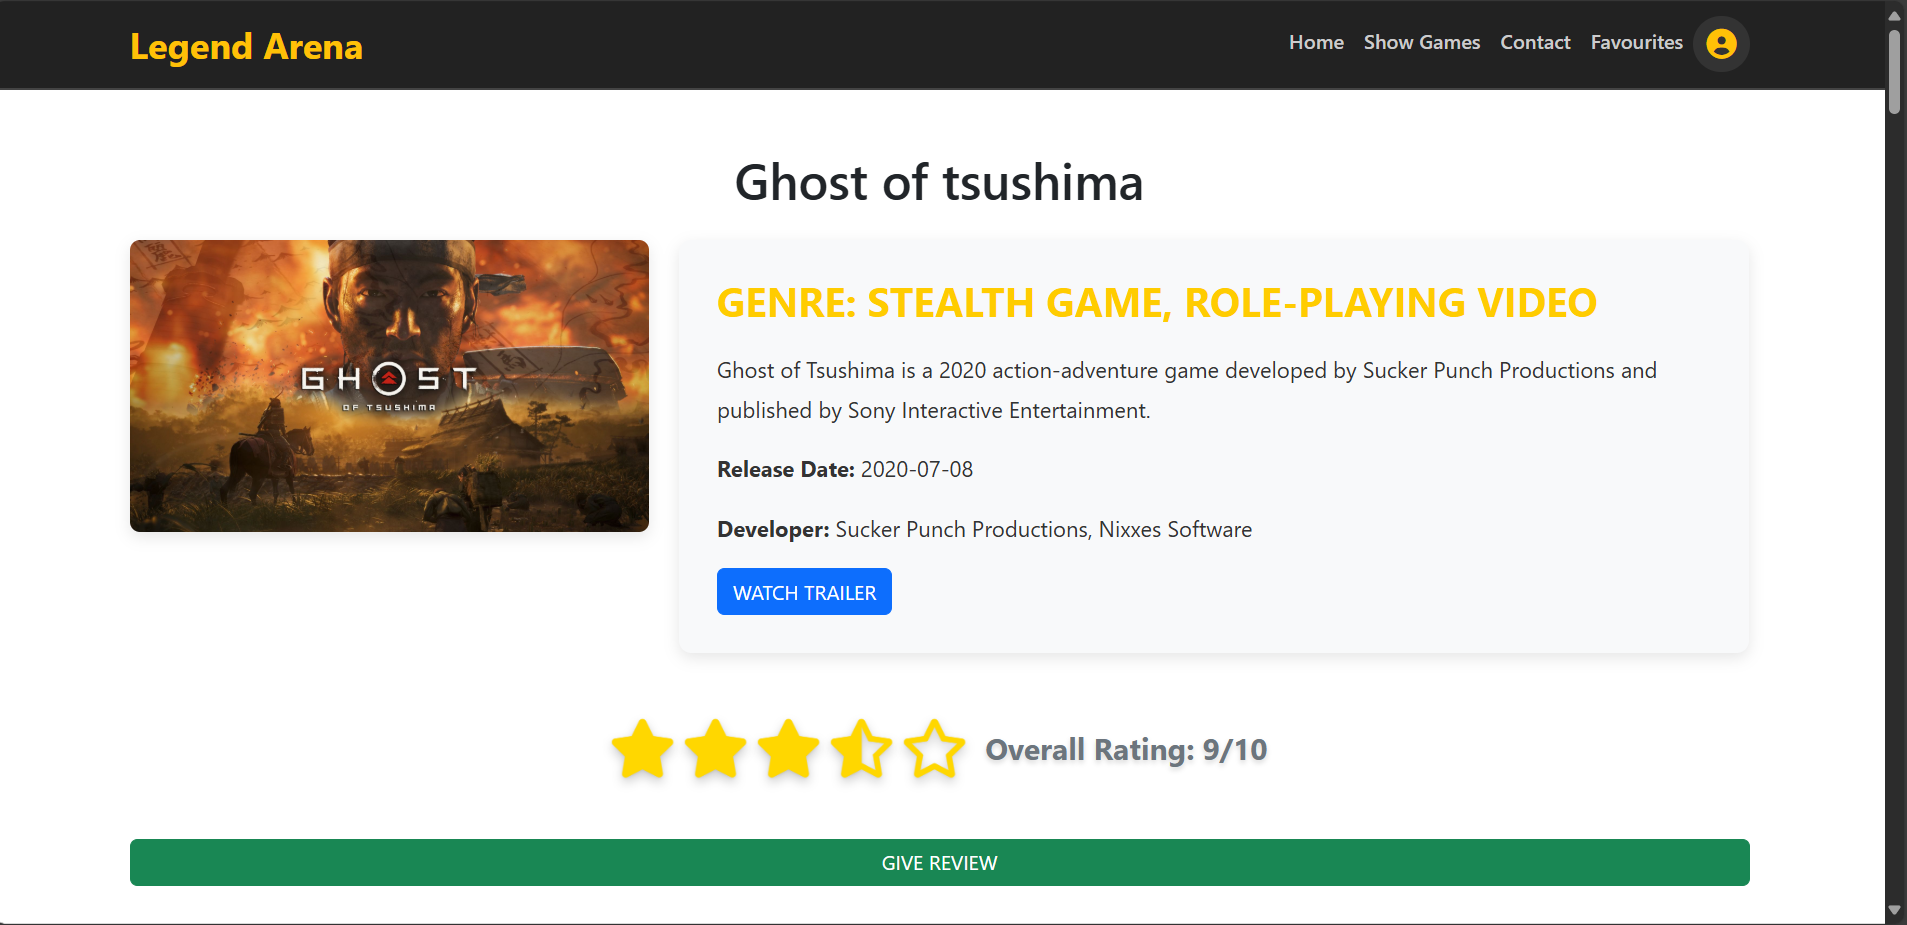 Legend Arena
Home Show Games Contact Favourites
Ghost of tsushima
GHOST
OF TSUSHIMA
GENRE: STEALTH GAME, ROLE-PLAYING VIDEO
Ghost of Tsushima is a 2020 action-adventure game developed by Sucker Punch Productions and
published by Sony Interactive Entertainment.
Release Date: 2020-07-08
Developer: Sucker Punch Productions, Nixxes Software
WATCH TRAILER
Overall Rating: 9/10
GIVE REVIEW